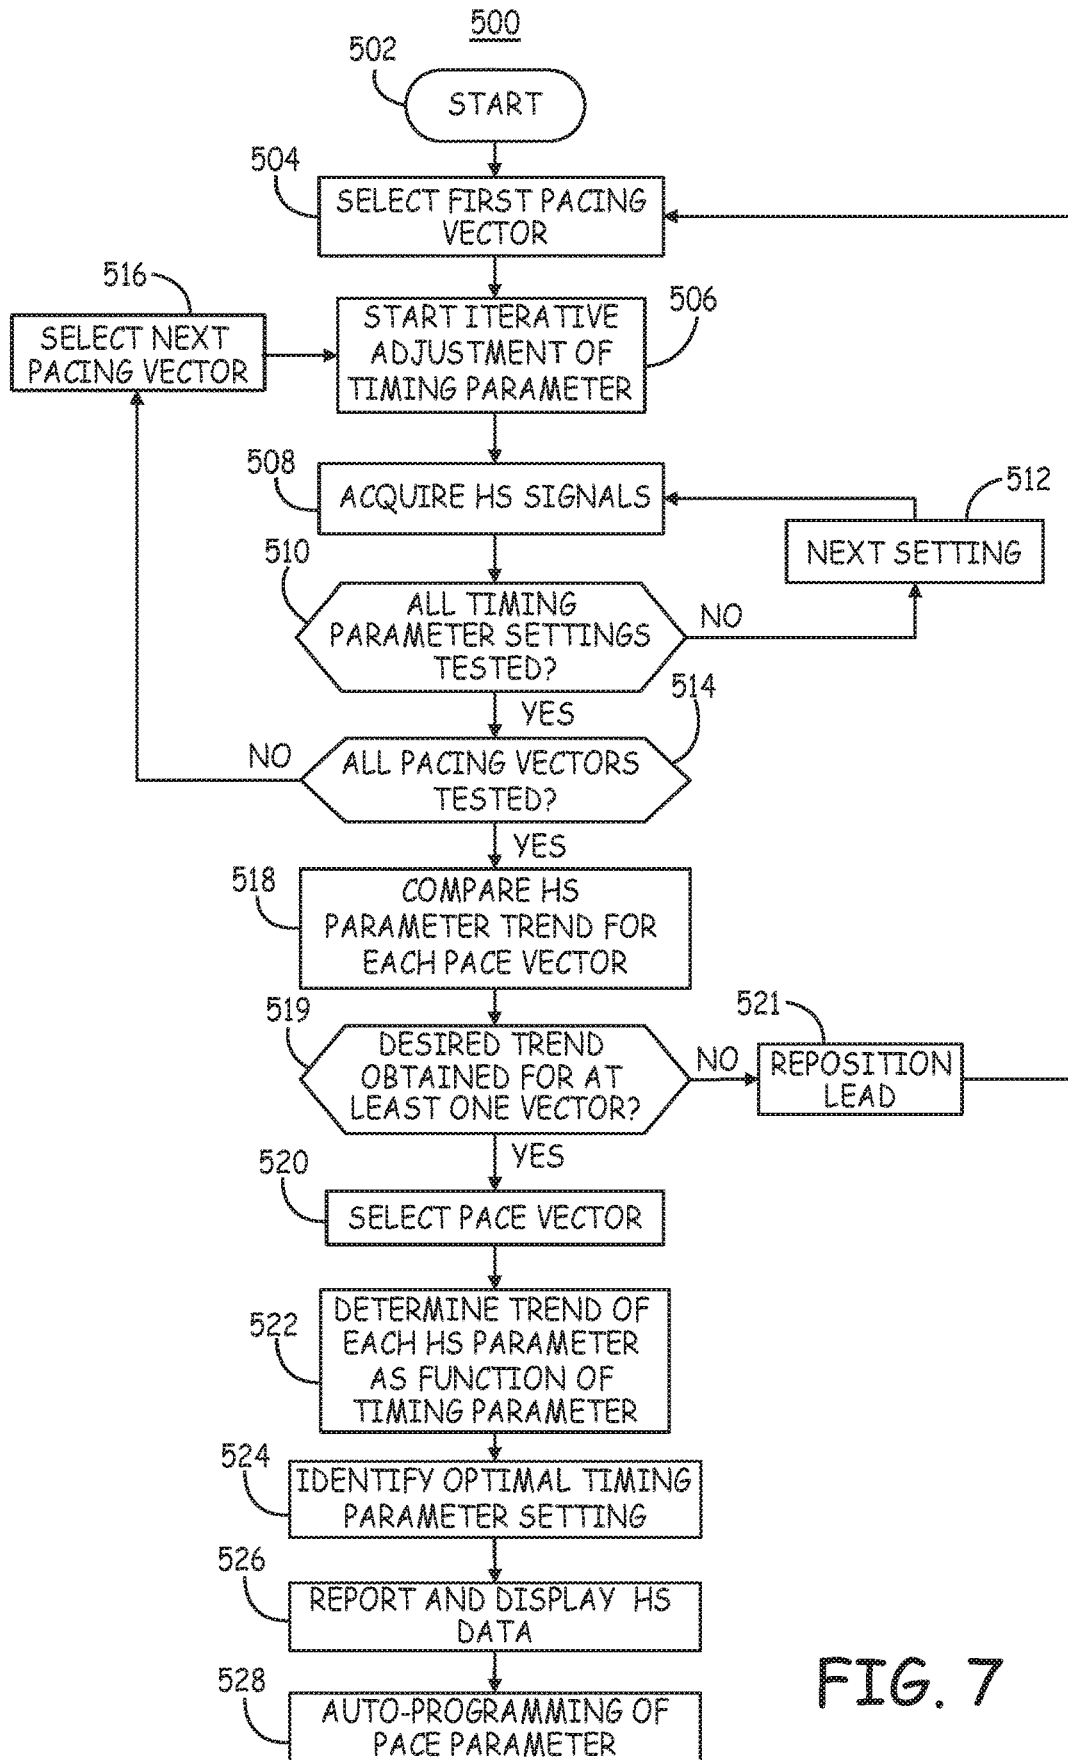 500
502
START
504
SELECT FIRST PACING
VECTOR
516
SELECT NEXT
PACING VECTOR
START ITERATIVE
ADJUSTMENT OF
TIMING PARAMETER
506
508
ACQUIRE HS SIGNALS
512
NEXT SETTING
510
ALL TIMING
PARAMETER SETTINGS
TESTED?
NO
YES
514
NO
ALL PACING VECTORS
TESTED?
YES
518
COMPARE HS
PARAMETER TREND FOR
EACH PACE VECTOR
519
DESIRED TREND
OBTAINED FOR AT
LEAST ONE VECTOR?
NO
521
REPOSITION
LEAD
YES
520
SELECT PACE VECTOR
522
DETERMINE TREND OF
EACH HS PARAMETER
AS FUNCTION OF
TIMING PARAMETER
524
IDENTIFY OPTIMAL TIMING
PARAMETER SETTING
526
REPORT AND DISPLAY HS
DATA
528
AUTO-PROGRAMMING OF
PACE PARAMETER
FIG. 7